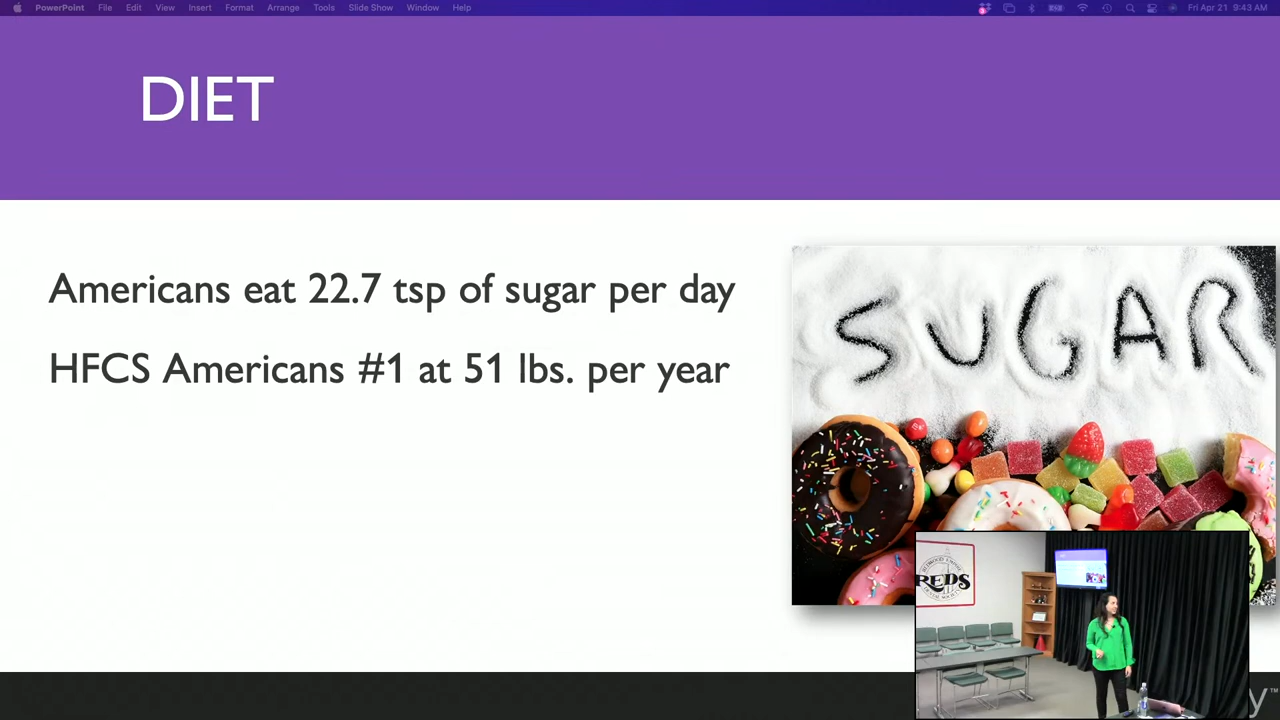 PowerPoint File Edit View Insert Format Arrange Tools Slide Show Window Help
Fri Apr 21 9:43 AM
DIET
Americans eat 22.7 tsp of sugar per day
HFCS Americans #1 at 51 lbs. per year
SUGAR
REDS
y™